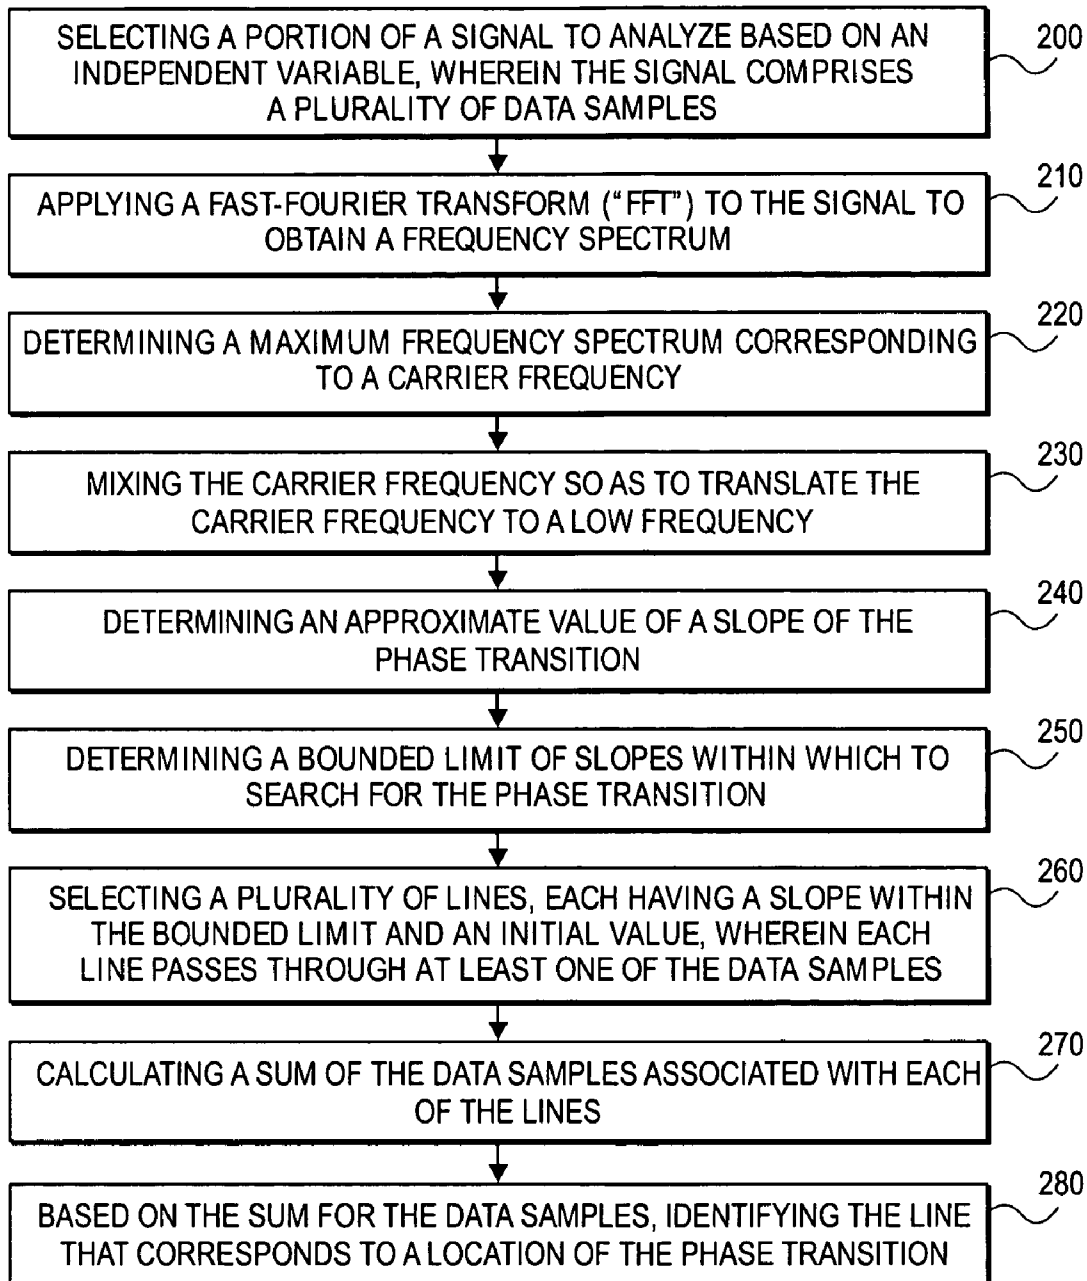 SELECTING A PORTION OF A SIGNAL TO ANALYZE BASED ON AN
INDEPENDENT VARIABLE, WHEREIN THE SIGNAL COMPRISES
A PLURALITY OF DATA SAMPLES
200
APPLYING A FAST-FOURIER TRANSFORM ("FFT") TO THE SIGNAL TO
OBTAIN A FREQUENCY SPECTRUM
210
DETERMINING A MAXIMUM FREQUENCY SPECTRUM CORRESPONDING
TO A CARRIER FREQUENCY
220
MIXING THE CARRIER FREQUENCY SO AS TO TRANSLATE THE
CARRIER FREQUENCY TO A LOW FREQUENCY
230
DETERMINING AN APPROXIMATE VALUE OF A SLOPE OF THE
PHASE TRANSITION
240
DETERMINING A BOUNDED LIMIT OF SLOPES WITHIN WHICH TO
SEARCH FOR THE PHASE TRANSITION
250
SELECTING A PLURALITY OF LINES, EACH HAVING A SLOPE WITHIN
THE BOUNDED LIMIT AND AN INITIAL VALUE, WHEREIN EACH
LINE PASSES THROUGH AT LEAST ONE OF THE DATA SAMPLES
260
CALCULATING A SUM OF THE DATA SAMPLES ASSOCIATED WITH EACH
OF THE LINES
270
BASED ON THE SUM FOR THE DATA SAMPLES, IDENTIFYING THE LINE
THAT CORRESPONDS TO A LOCATION OF THE PHASE TRANSITION
280